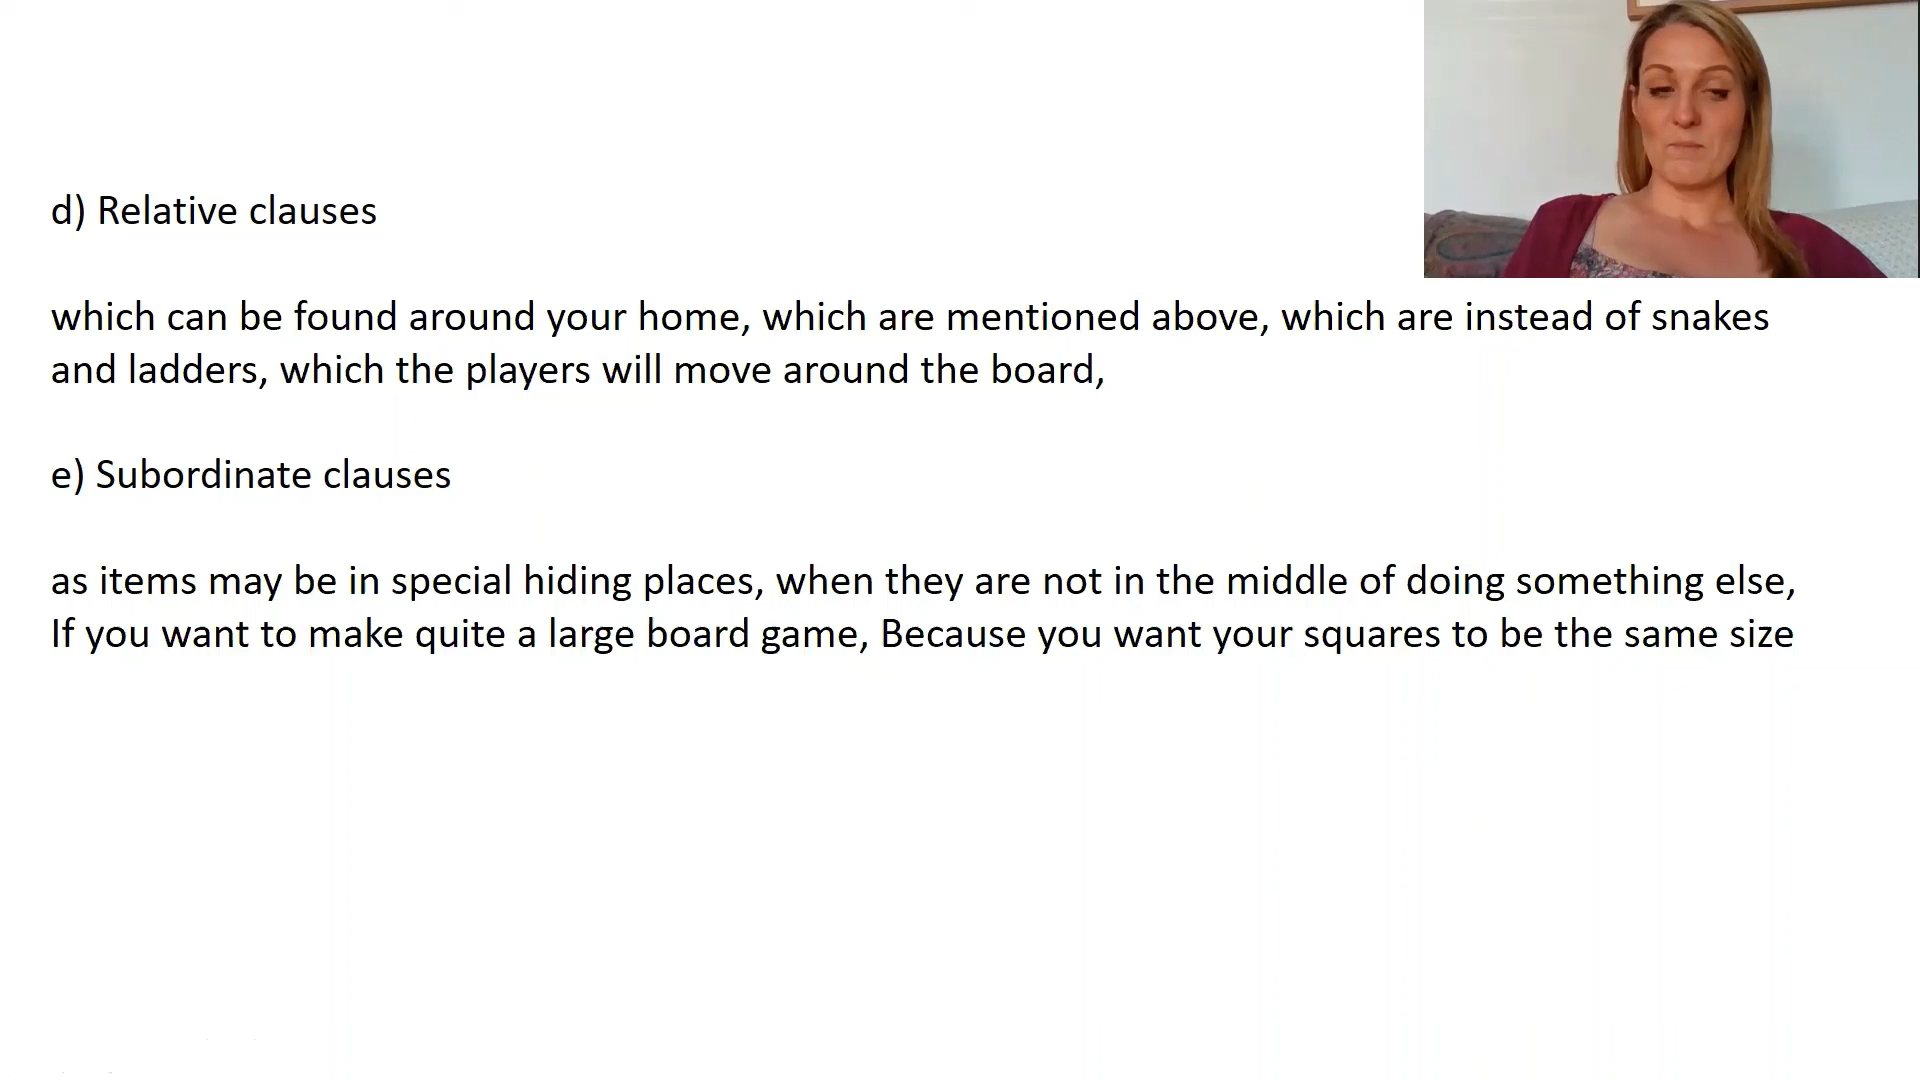 d) Relative clauses
which can be found around your home, which are mentioned above, which are instead of snakes
and ladders, which the players will move around the board,
e) Subordinate clauses
as items may be in special hiding places, when they are not in the middle of doing something else,
If you want to make quite a large board game, Because you want your squares to be the same size